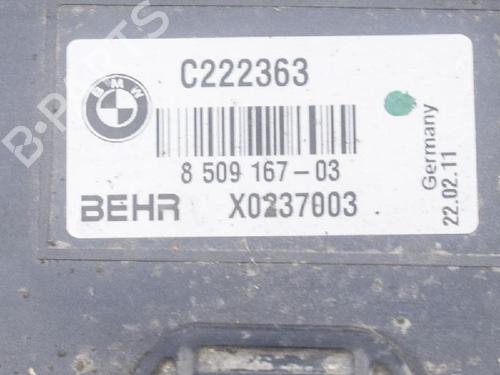 BMW
C222363
8 509 167-03
BEHR X0237003
Germany
22.02.11
B-PARTS